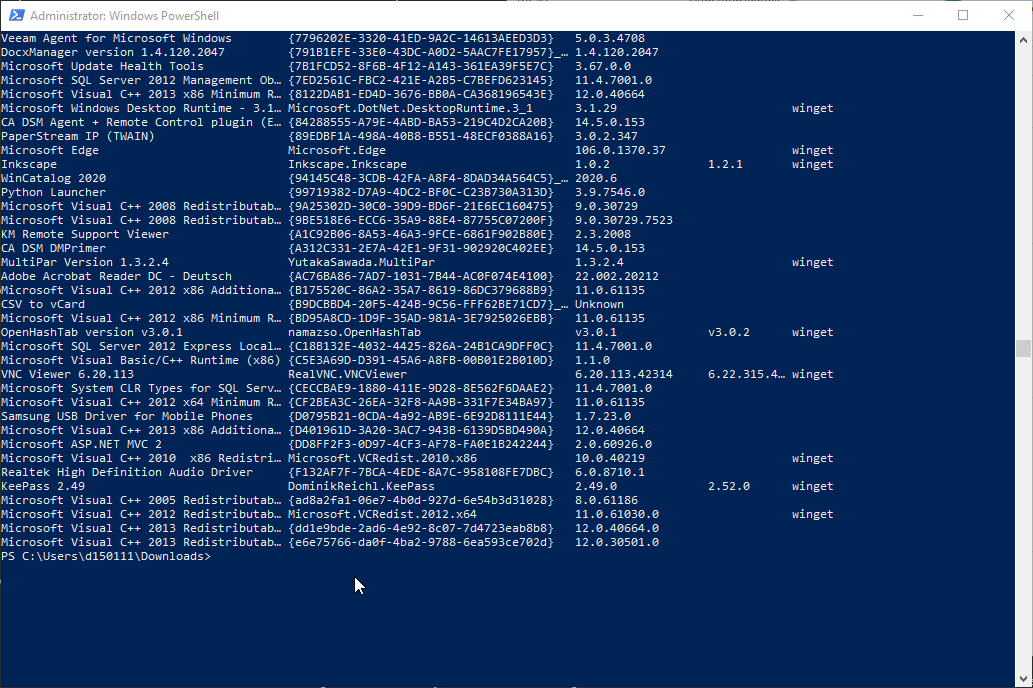 Administrator: Windows PowerShell
Veeam Agent for Microsoft Windows {7796202E-3320-41ED-9A2C-14613AEED3D3} 5.0.3.4708
DocxManager version 1.4.120.2047 {791B1EFE-33E0-43DC-A0D2-5AAC7FE17957}_… 1.4.120.2047
Microsoft Update Health Tools {7B1FCD52-8F6B-4F12-A143-361EA39F5E7C} 3.67.0.0
Microsoft SQL Server 2012 Management Ob… {7ED2561C-FBC2-421E-A2B5-C7BEFD623145} 11.4.7001.0
Microsoft Visual C++ 2013 x86 Minimum R… {8122DAB1-ED4D-3676-BB0A-CA368196543E} 12.0.40664
Microsoft Windows Desktop Runtime - 3.1… Microsoft.DotNet.DesktopRuntime.3_1 3.1.29 winget
CA DSM Agent + Remote Control plugin (E… {84288555-A79E-4ABD-BA53-219C4D2CA20B} 14.5.0.153
PaperStream IP (TWAIN) {89EDBF1A-498A-40B8-B551-48ECF0388A16} 3.0.2.347
Microsoft Edge Microsoft.Edge 106.0.1370.37 winget
Inkscape Inkscape.Inkscape 1.0.2 1.2.1 winget
WinCatalog 2020 {94145C48-3CDB-42FA-A8F4-8DAD34A564C5}_… 2020.6
Python Launcher {99719382-D7A9-4DC2-BF0C-C23B730A313D} 3.9.7546.0
Microsoft Visual C++ 2008 Redistributab… {9A25302D-30C0-39D9-BD6F-21E6EC160475} 9.0.30729
Microsoft Visual C++ 2008 Redistributab… {9BE518E6-ECC6-35A9-88E4-87755C07200F} 9.0.30729.7523
KM Remote Support Viewer {A1C92B06-8A53-46A3-9FCE-6861F902B80E} 2.3.2008
CA DSM DMPrimer {A312C331-2E7A-42E1-9F31-902920C402EE} 14.5.0.153
MultiPar Version 1.3.2.4 YutakaSawada.MultiPar 1.3.2.4 winget
Adobe Acrobat Reader DC - Deutsch {AC76BA86-7AD7-1031-7B44-AC0F074E4100} 22.002.20212
Microsoft Visual C++ 2012 x86 Additiona… {B175520C-86A2-35A7-8619-86DC379688B9} 11.0.61135
CSV to vCard {B9DCBBD4-20F5-424B-9C56-FFF62BE71CD7}_… Unknown
Microsoft Visual C++ 2012 x86 Minimum R… {BD95A8CD-1D9F-35AD-981A-3E7925026EBB} 11.0.61135
OpenHashTab version v3.0.1 namazso.OpenHashTab v3.0.1 v3.0.2 winget
Microsoft SQL Server 2012 Express Local… {C18B132E-4032-4425-826A-24B1CA9DFF0C} 11.4.7001.0
Microsoft Visual Basic/C++ Runtime (x86) {C5E3A69D-D391-45A6-A8FB-00B01E2B010D} 1.1.0
VNC Viewer 6.20.113 RealVNC.VNCViewer 6.20.113.42314 6.22.315.4… winget
Microsoft System CLR Types for SQL Serv… {CECCBAE9-1880-411E-9D28-8E562F6DAAE2} 11.4.7001.0
Microsoft Visual C++ 2012 x64 Minimum R… {CF2BEA3C-26EA-32F8-AA9B-331F7E34BA97} 11.0.61135
Samsung USB Driver for Mobile Phones {D0795B21-0CDA-4a92-AB9E-6E92D8111E44} 1.7.23.0
Microsoft Visual C++ 2013 x86 Additiona… {D401961D-3A20-3AC7-943B-6139D5BD490A} 12.0.40664
Microsoft ASP.NET MVC 2 {DD8FF2F3-0D97-4CF3-AF78-FA0E1B242244} 2.0.60926.0
Microsoft Visual C++ 2010  x86 Redistri… Microsoft.VCRedist.2010.x86 10.0.40219 winget
Realtek High Definition Audio Driver {F132AF7F-7BCA-4EDE-8A7C-958108FE7DBC} 6.0.8710.1
KeePass 2.49 DominikReichl.KeePass 2.49.0 2.52.0 winget
Microsoft Visual C++ 2005 Redistributab… {ad8a2fa1-06e7-4b0d-927d-6e54b3d31028} 8.0.61186
Microsoft Visual C++ 2012 Redistributab… Microsoft.VCRedist.2012.x64 11.0.61030.0 winget
Microsoft Visual C++ 2013 Redistributab… {dd1e9bde-2ad6-4e92-8c07-7d4723eab8b8} 12.0.40664.0
Microsoft Visual C++ 2013 Redistributab… {e6e75766-da0f-4ba2-9788-6ea593ce702d} 12.0.30501.0
PS C:\Users\d150111\Downloads>